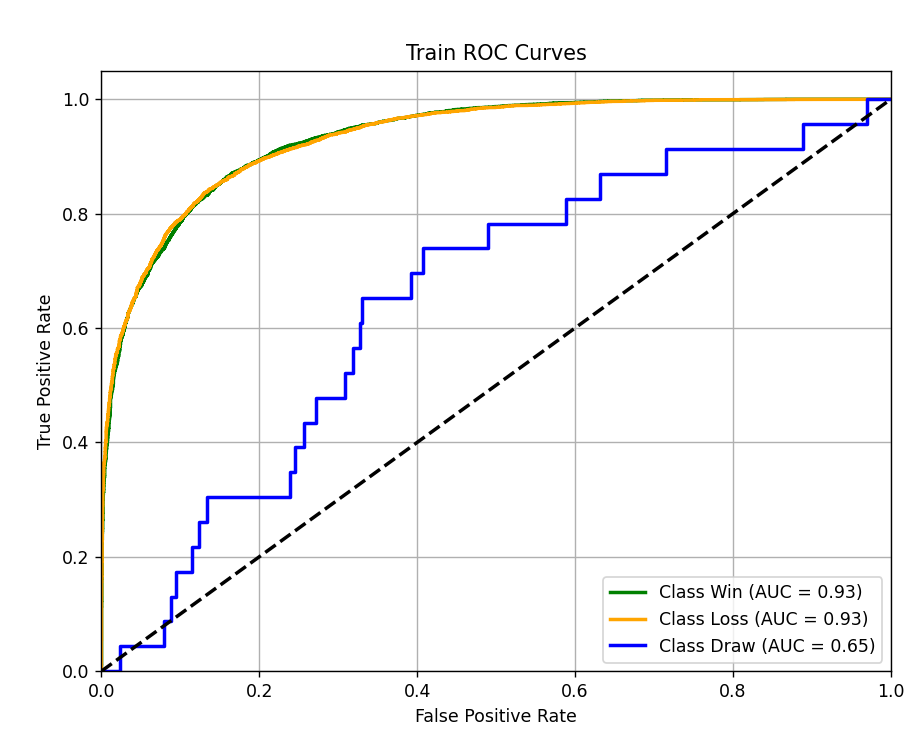 Train ROC Curves
True Positive Rate
1.0
0.8
0.6
0.4
0.2
0.0
0.0 0.2 0.4 0.6 0.8 1.0
False Positive Rate
Class Win (AUC = 0.93)
Class Loss (AUC = 0.93)
Class Draw (AUC = 0.65)